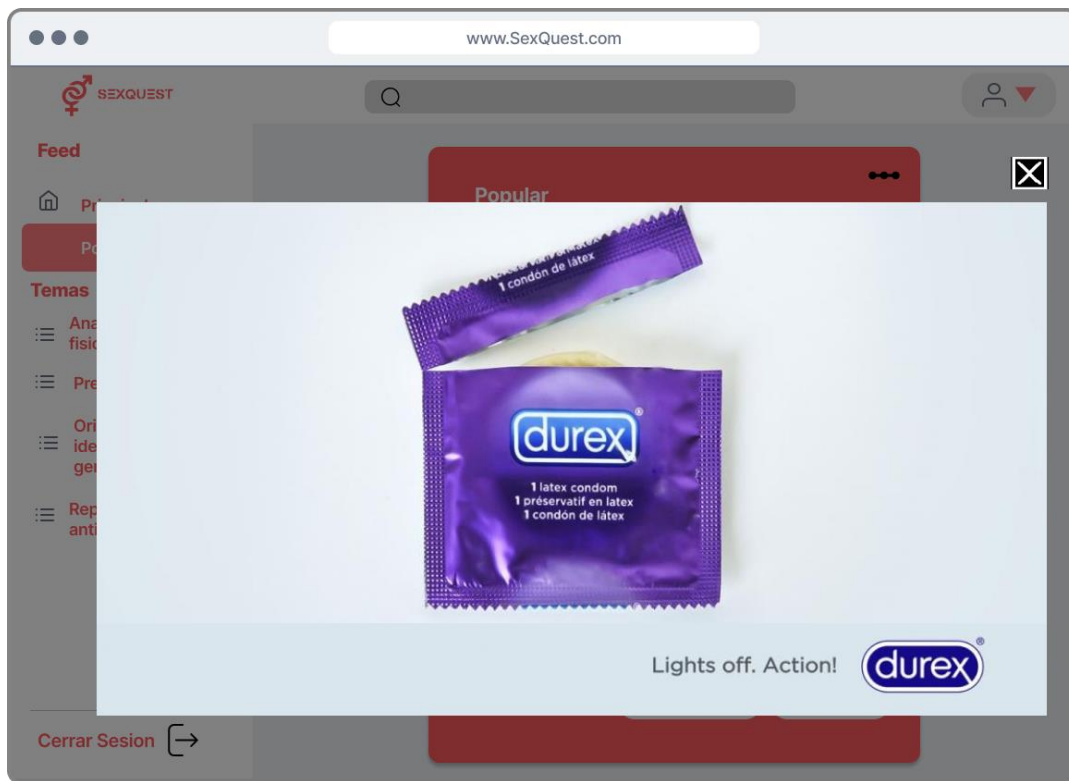 www.SexQuest.com
SEXQUEST
Feed
Popular
Temas
1 condón de látex
durex
1 latex condom
1 préservatif en latex
1 condón de látex
Lights off. Action!
durex
Cerrar Sesion